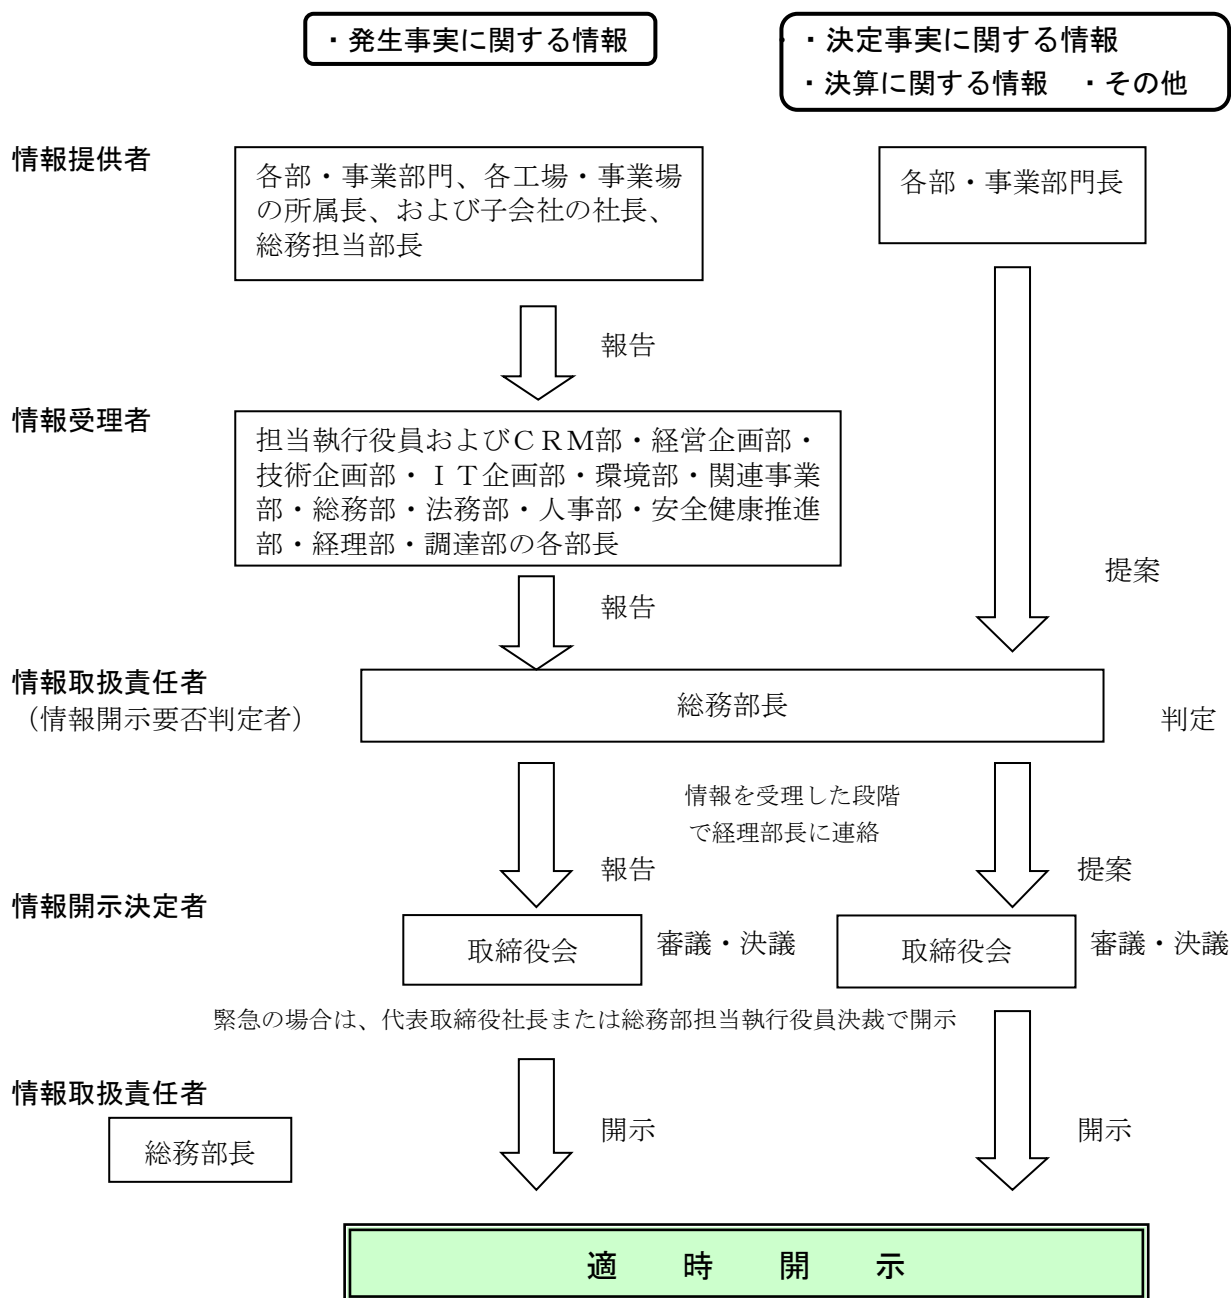 ・発生事実に関する情報
・決定事実に関する情報
・決算に関する情報　・その他
情報提供者
各部・事業部門、各工場・事業場
の所属長、および子会社の社長、
総務担当部長
各部・事業部門長
報告
情報受理者
担当執行役員およびＣＲＭ部・経営企画部・
技術企画部・ＩＴ企画部・環境部・関連事業
部・総務部・法務部・人事部・安全健康推進
部・経理部・調達部の各部長
提案
報告
情報取扱責任者
（情報開示要否判定者）
総務部長
判定
情報を受理した段階
で経理部長に連絡
報告
提案
情報開示決定者
取締役会
審議・決議
取締役会
審議・決議
緊急の場合は、代表取締役社長または総務部担当執行役員決裁で開示
情報取扱責任者
総務部長
開示
開示
適　時　開　示